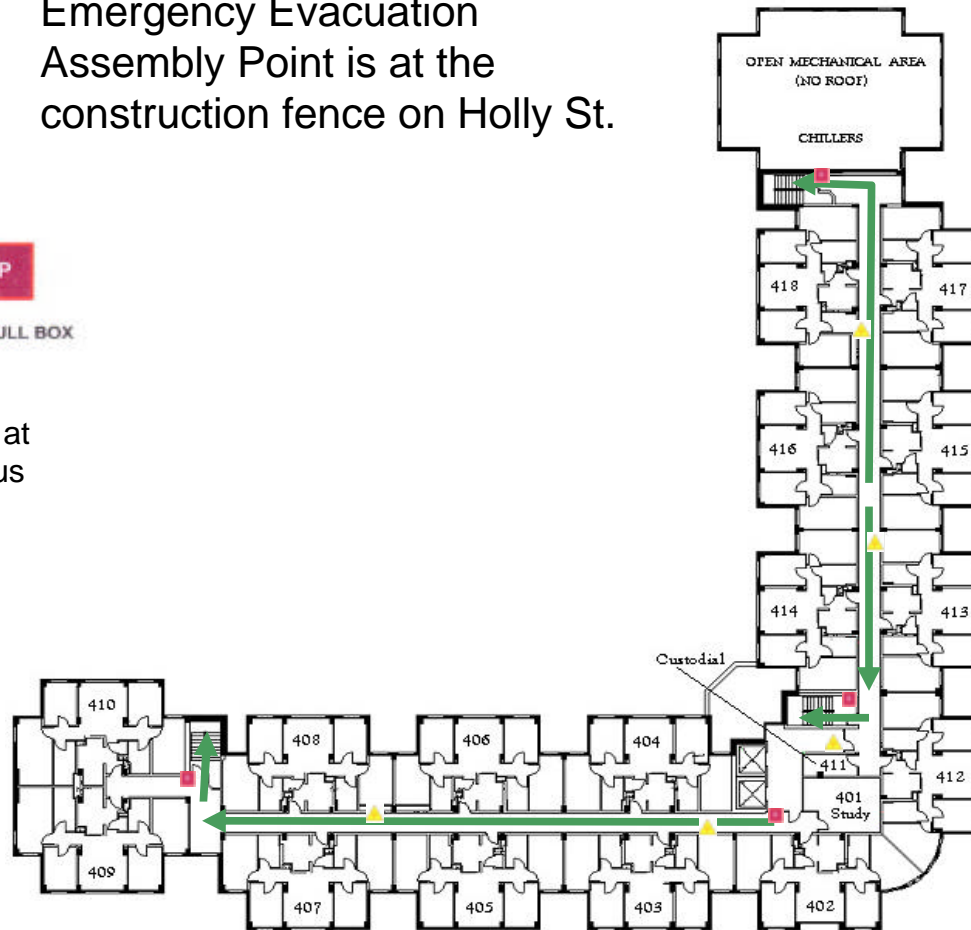 Emergency Evacuation
Assembly Point is at the
construction fence on Holly St.
OPEN MECHANICAL AREA
(NO ROOF)
CHILLERS
P
ULL BOX
at
us
418
417
416
415
414
413
Custodial
410
408
406
404
411
412
401
Study
409
407
405
403
402